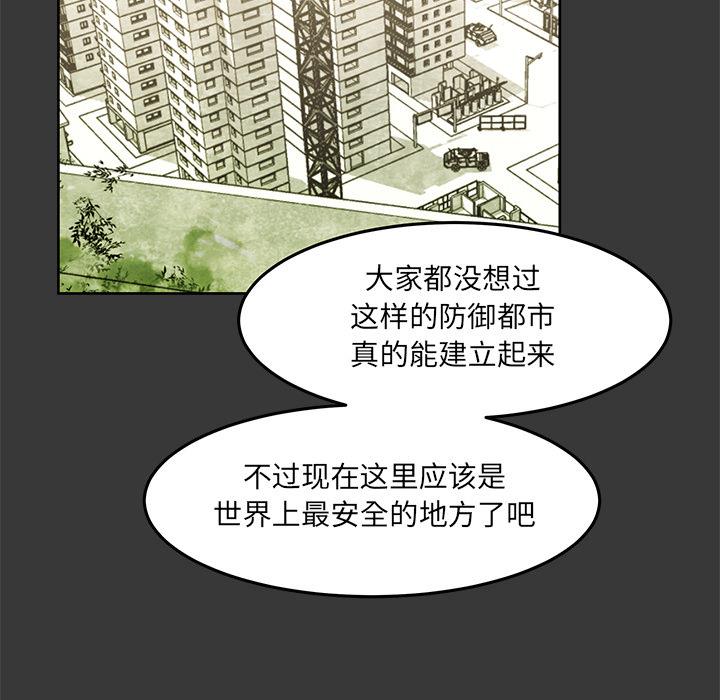 大家都没想过
这样的防御都市
真的能建立起来
不过现在这里应该是
世界上最安全的地方了吧